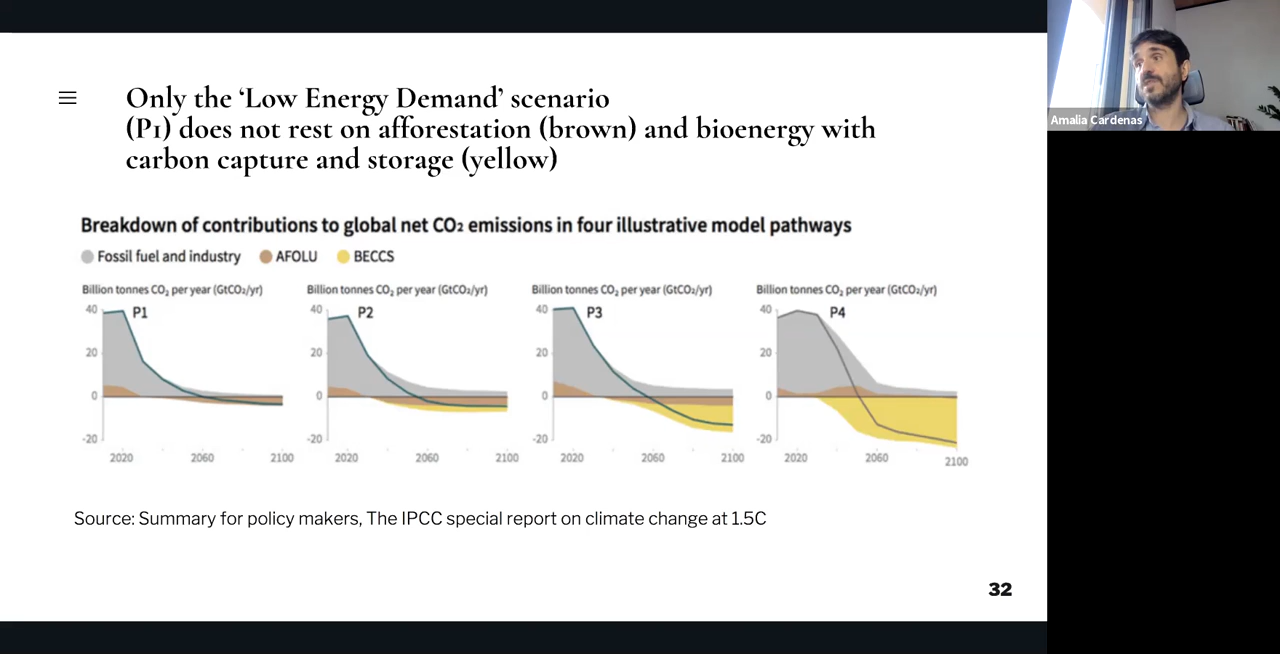 Only the ‘Low Energy Demand’ scenario
(P1) does not rest on afforestation (brown) and bioenergy with
carbon capture and storage (yellow)
Amalia Cardenas
Breakdown of contributions to global net CO₂ emissions in four illustrative model pathways
Fossil fuel and industry AFOLU BECCS
Billion tonnes CO₂ per year (GtCO₂/yr) Billion tonnes CO₂ per year (GtCO₂/yr) Billion tonnes CO₂ per year (GtCO₂/yr) Billion tonnes CO₂ per year (GtCO₂/yr)
40 P1 40 P2 40 P3 40 P4
20 20 20 20
0 0 0 0
-20 -20 -20 -20
2020 2060 2100 2020 2060 2100 2020 2060 2100 2020 2060 2100
Source: Summary for policy makers, The IPCC special report on climate change at 1.5C
32